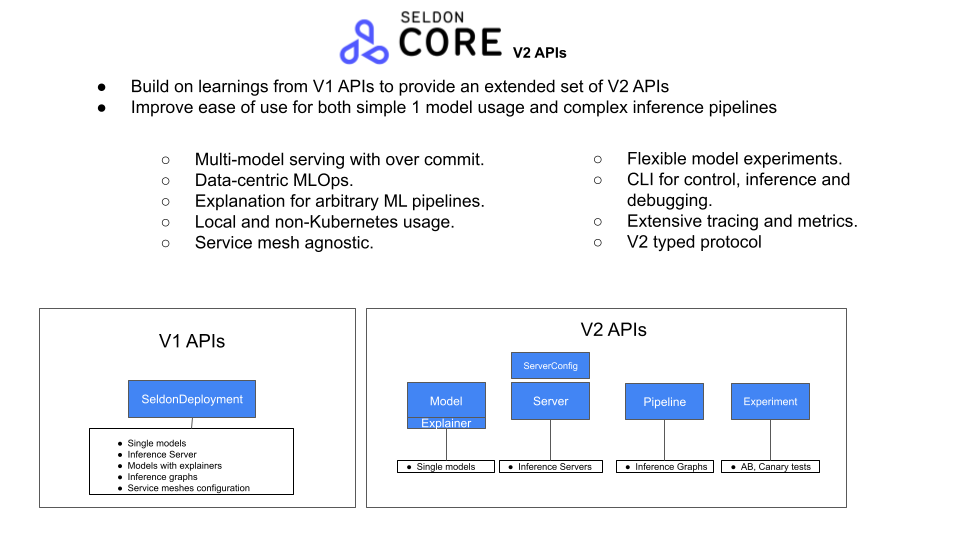 SELDON
CORE V2 APIs
● Build on learnings from V1 APIs to provide an extended set of V2 APIs
● Improve ease of use for both simple 1 model usage and complex inference pipelines
○ Multi-model serving with over commit.
○ Data-centric MLOps.
○ Explanation for arbitrary ML pipelines.
○ Local and non-Kubernetes usage.
○ Service mesh agnostic.
○ Flexible model experiments.
○ CLI for control, inference and
debugging.
○ Extensive tracing and metrics.
○ V2 typed protocol
V1 APIs
SeldonDeployment
● Single models
● Inference Server
● Models with explainers
● Inference graphs
● Service meshes configuration
V2 APIs
ServerConfig
Model
Explainer
Server
Pipeline
Experiment
● Single models
● Inference Servers
● Inference Graphs
● AB, Canary tests